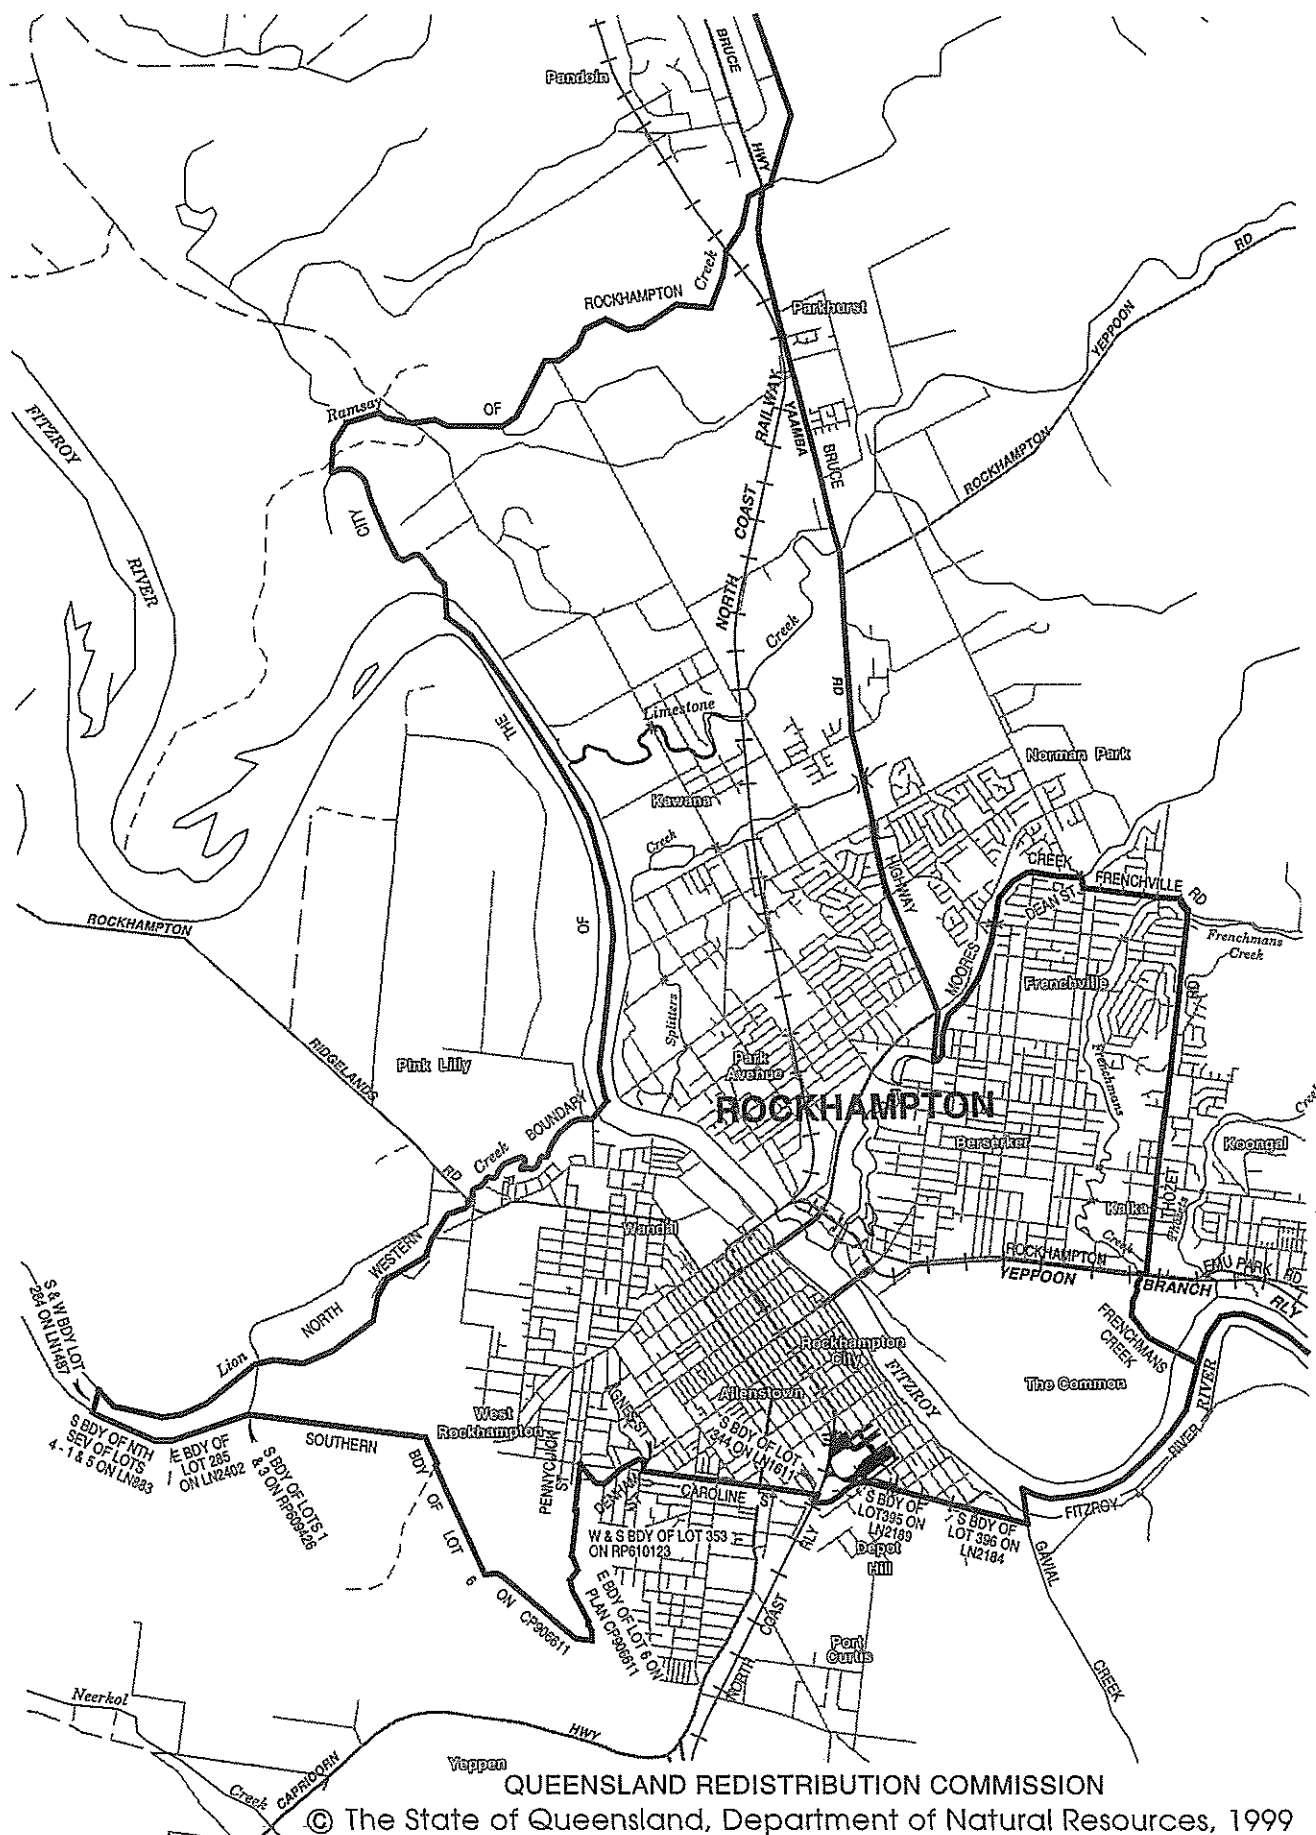 BRUCE
Pandoin
HWY
RD
Creek
ROCKHAMPTON
Parkhurst
YEPPOON
FITZROY
Ramsay
OF
RAILWAY
YAAMBA
BRUCE
ROCKHAMPTON
CITY
COAST
RIVER
NORTH
Creek
RD
THE
Limestone
Norman Park
Kawana
Creek
CREEK
FRENCHVILLE
RD
HIGHWAY
DEAN ST
ROCKHAMPTON
OF
MOORES
Frenchmans
Creek
Frenchville
RD
Splitters
RIDGELANDS
Pink Lilly
Park
Avenue
Frenchmans
ROCKHAMPTON
BOUNDARY
Creek
Berserker
Koongal
Creek
RD
THOZET
Kalka
Thozets
Wandal
WESTERN
Creek
ROCKHAMPTON
YEPPOON
BRANCH
EMU PARK
RD
RLY
S & W BDY LOT
284 ON LN1487
NORTH
FRENCHMANS
CREEK
Rockhampton
City
Lion
FITZROY
The Common
RIVER
Allenstown
AGNES ST
West
Rockhampton
S BDY OF LOT
344 ON LN1611
S BDY OF NTH
SEV OF LOTS
4 - 1 & 5 ON LN883
E BDY OF
LOT 285
ON LN2402
SOUTHERN
S BDY OF LOTS 1
& 3 ON RP609426
BDY
OF
LOT
6
ON
CP906611
PENNYCUICK
ST
DENHAM
ST
CAROLINE
ST
RIVER
FITZROY
S BDY OF
LOT395 ON
LN2189
S BDY OF
LOT 396 ON
LN2184
W & S BDY OF LOT 353
ON RP610123
RLY
Depot
Hill
GAVIAL
E BDY OF LOT 6 ON
PLAN CP906611
COAST
Port
Curtis
NORTH
CREEK
Neerkol
HWY
Yeppen
Creek
CAPRICORN
QUEENSLAND REDISTRIBUTION COMMISSION
© The State of Queensland, Department of Natural Resources, 1999